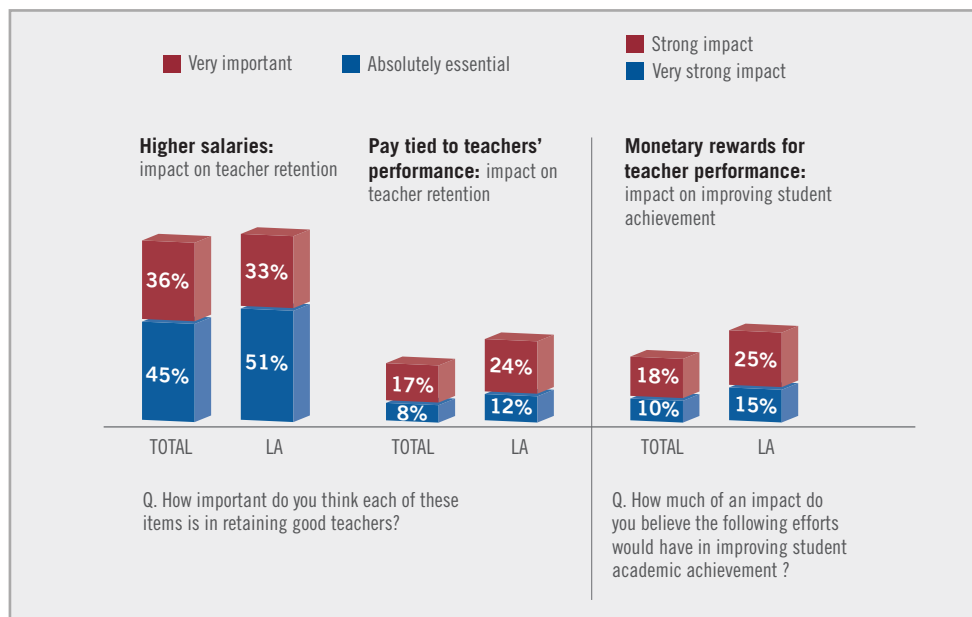 Very important
Absolutely essential
Strong impact
Very strong impact
Higher salaries:
impact on teacher retention
Pay tied to teachers'
performance: impact on
teacher retention
Monetary rewards for
teacher performance:
impact on improving student
achievement
36%
45%
33%
51%
17%
8%
24%
12%
18%
10%
25%
15%
TOTAL
LA
TOTAL
LA
TOTAL
LA
Q. How important do you think each of these
items is in retaining good teachers?
Q. How much of an impact do
you believe the following efforts
would have in improving student
academic achievement ?